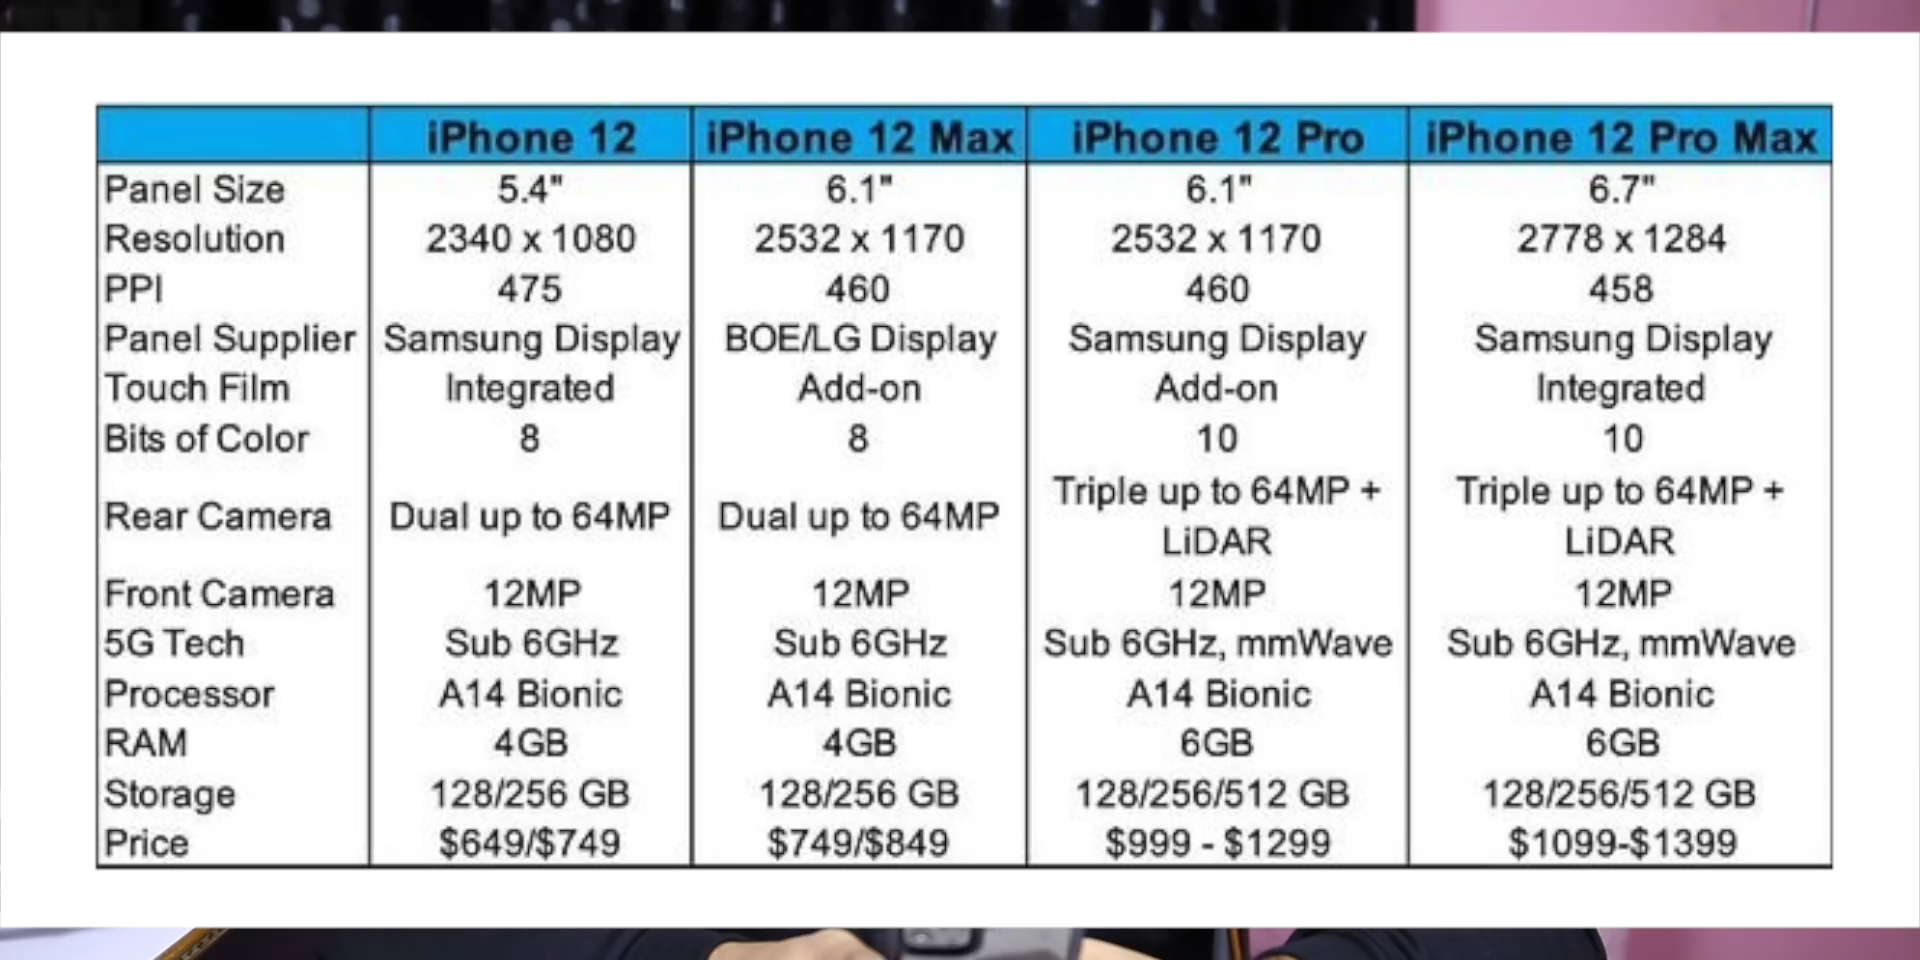 iPhone 12 iPhone 12 Max iPhone 12 Pro iPhone 12 Pro Max
Panel Size 5.4" 6.1" 6.1" 6.7"
Resolution 2340 x 1080 2532 x 1170 2532 x 1170 2778 x 1284
PPI 475 460 460 458
Panel Supplier Samsung Display BOE/LG Display Samsung Display Samsung Display
Touch Film Integrated Add-on Add-on Integrated
Bits of Color 8 8 10 10
Rear Camera Dual up to 64MP Dual up to 64MP Triple up to 64MP + LiDAR Triple up to 64MP + LiDAR
Front Camera 12MP 12MP 12MP 12MP
5G Tech Sub 6GHz Sub 6GHz Sub 6GHz, mmWave Sub 6GHz, mmWave
Processor A14 Bionic A14 Bionic A14 Bionic A14 Bionic
RAM 4GB 4GB 6GB 6GB
Storage 128/256 GB 128/256 GB 128/256/512 GB 128/256/512 GB
Price $649/$749 $749/$849 $999 - $1299 $1099-$1399